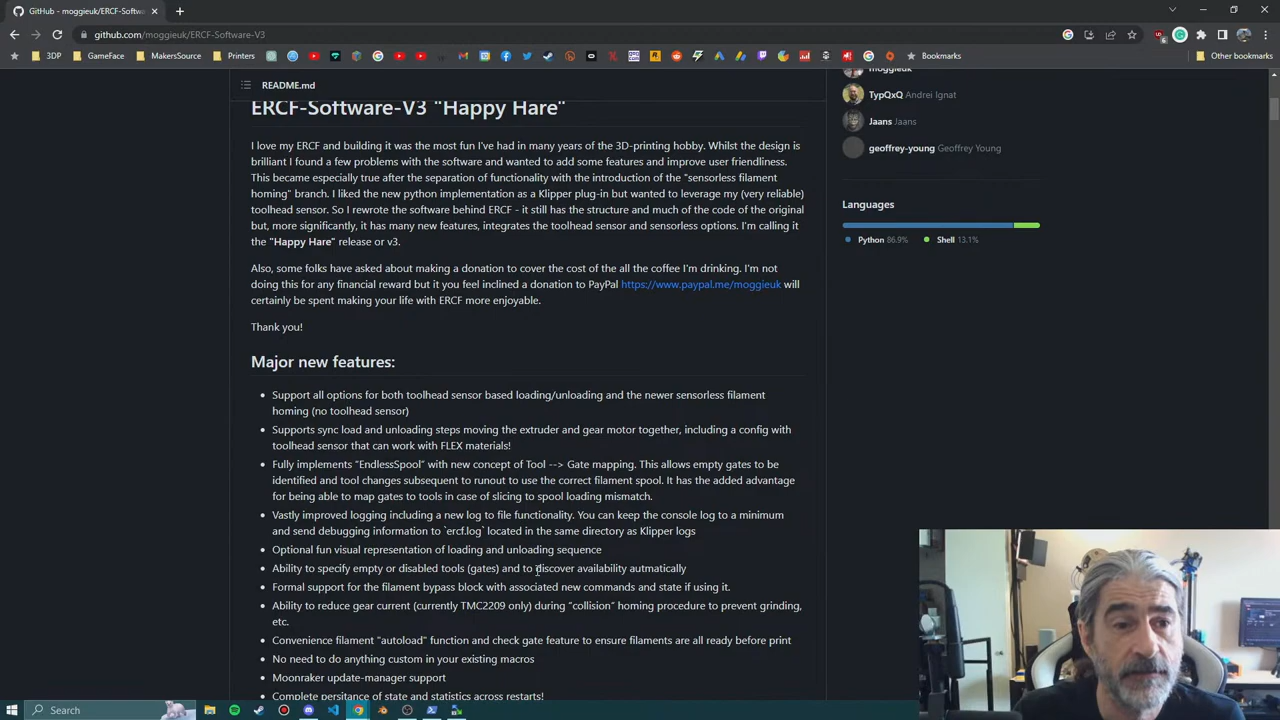 GitHub - moggieuk/ERCF-Softw
github.com/moggieuk/ERCF-Software-V3
3DP
GameFace
MakersSource
Printers
Bookmarks
Other bookmarks
README.md
ERCF-Software-V3 "Happy Hare"
I love my ERCF and building it was the most fun I've had in many years of the 3D-printing hobby. Whilst the design is
brilliant I found a few problems with the software and wanted to add some features and improve user friendliness.
This became especially true after the separation of functionality with the introduction of the "sensorless filament
homing" branch. I liked the new python implementation as a Klipper plug-in but wanted to leverage my (very reliable)
toolhead sensor. So I rewrote the software behind ERCF - it still has the structure and much of the code of the original
but, more significantly, it has many new features, integrates the toolhead sensor and sensorless options. I'm calling it
the "Happy Hare" release or v3.
Also, some folks have asked about making a donation to cover the cost of the all the coffee I'm drinking. I'm not
doing this for any financial reward but it you feel inclined a donation to PayPal https://www.paypal.me/moggieuk will
certainly be spent making your life with ERCF more enjoyable.
Thank you!
Major new features:
Support all options for both toolhead sensor based loading/unloading and the newer sensorless filament
homing (no toolhead sensor)
Supports sync load and unloading steps moving the extruder and gear motor together, including a config with
toolhead sensor that can work with FLEX materials!
Fully implements "EndlessSpool" with new concept of Tool --> Gate mapping. This allows empty gates to be
identified and tool changes subsequent to runout to use the correct filament spool. It has the added advantage
for being able to map gates to tools in case of slicing to spool loading mismatch.
Vastly improved logging including a new log to file functionality. You can keep the console log to a minimum
and send debugging information to `ercf.log` located in the same directory as Klipper logs
Optional fun visual representation of loading and unloading sequence
Ability to specify empty or disabled tools (gates) and to discover availability autmatically
Formal support for the filament bypass block with associated new commands and state if using it.
Ability to reduce gear current (currently TMC2209 only) during "collision" homing procedure to prevent grinding,
etc.
Convenience filament "autoload" function and check gate feature to ensure filaments are all ready before print
No need to do anything custom in your existing macros
Moonraker update-manager support
Complete persitance of state and statistics across restarts!
moggieuk
TypQxQ Andrei Ignat
Jaans Jaans
geoffrey-young Geoffrey Young
Languages
Python 86.9%
Shell 13.1%
Search